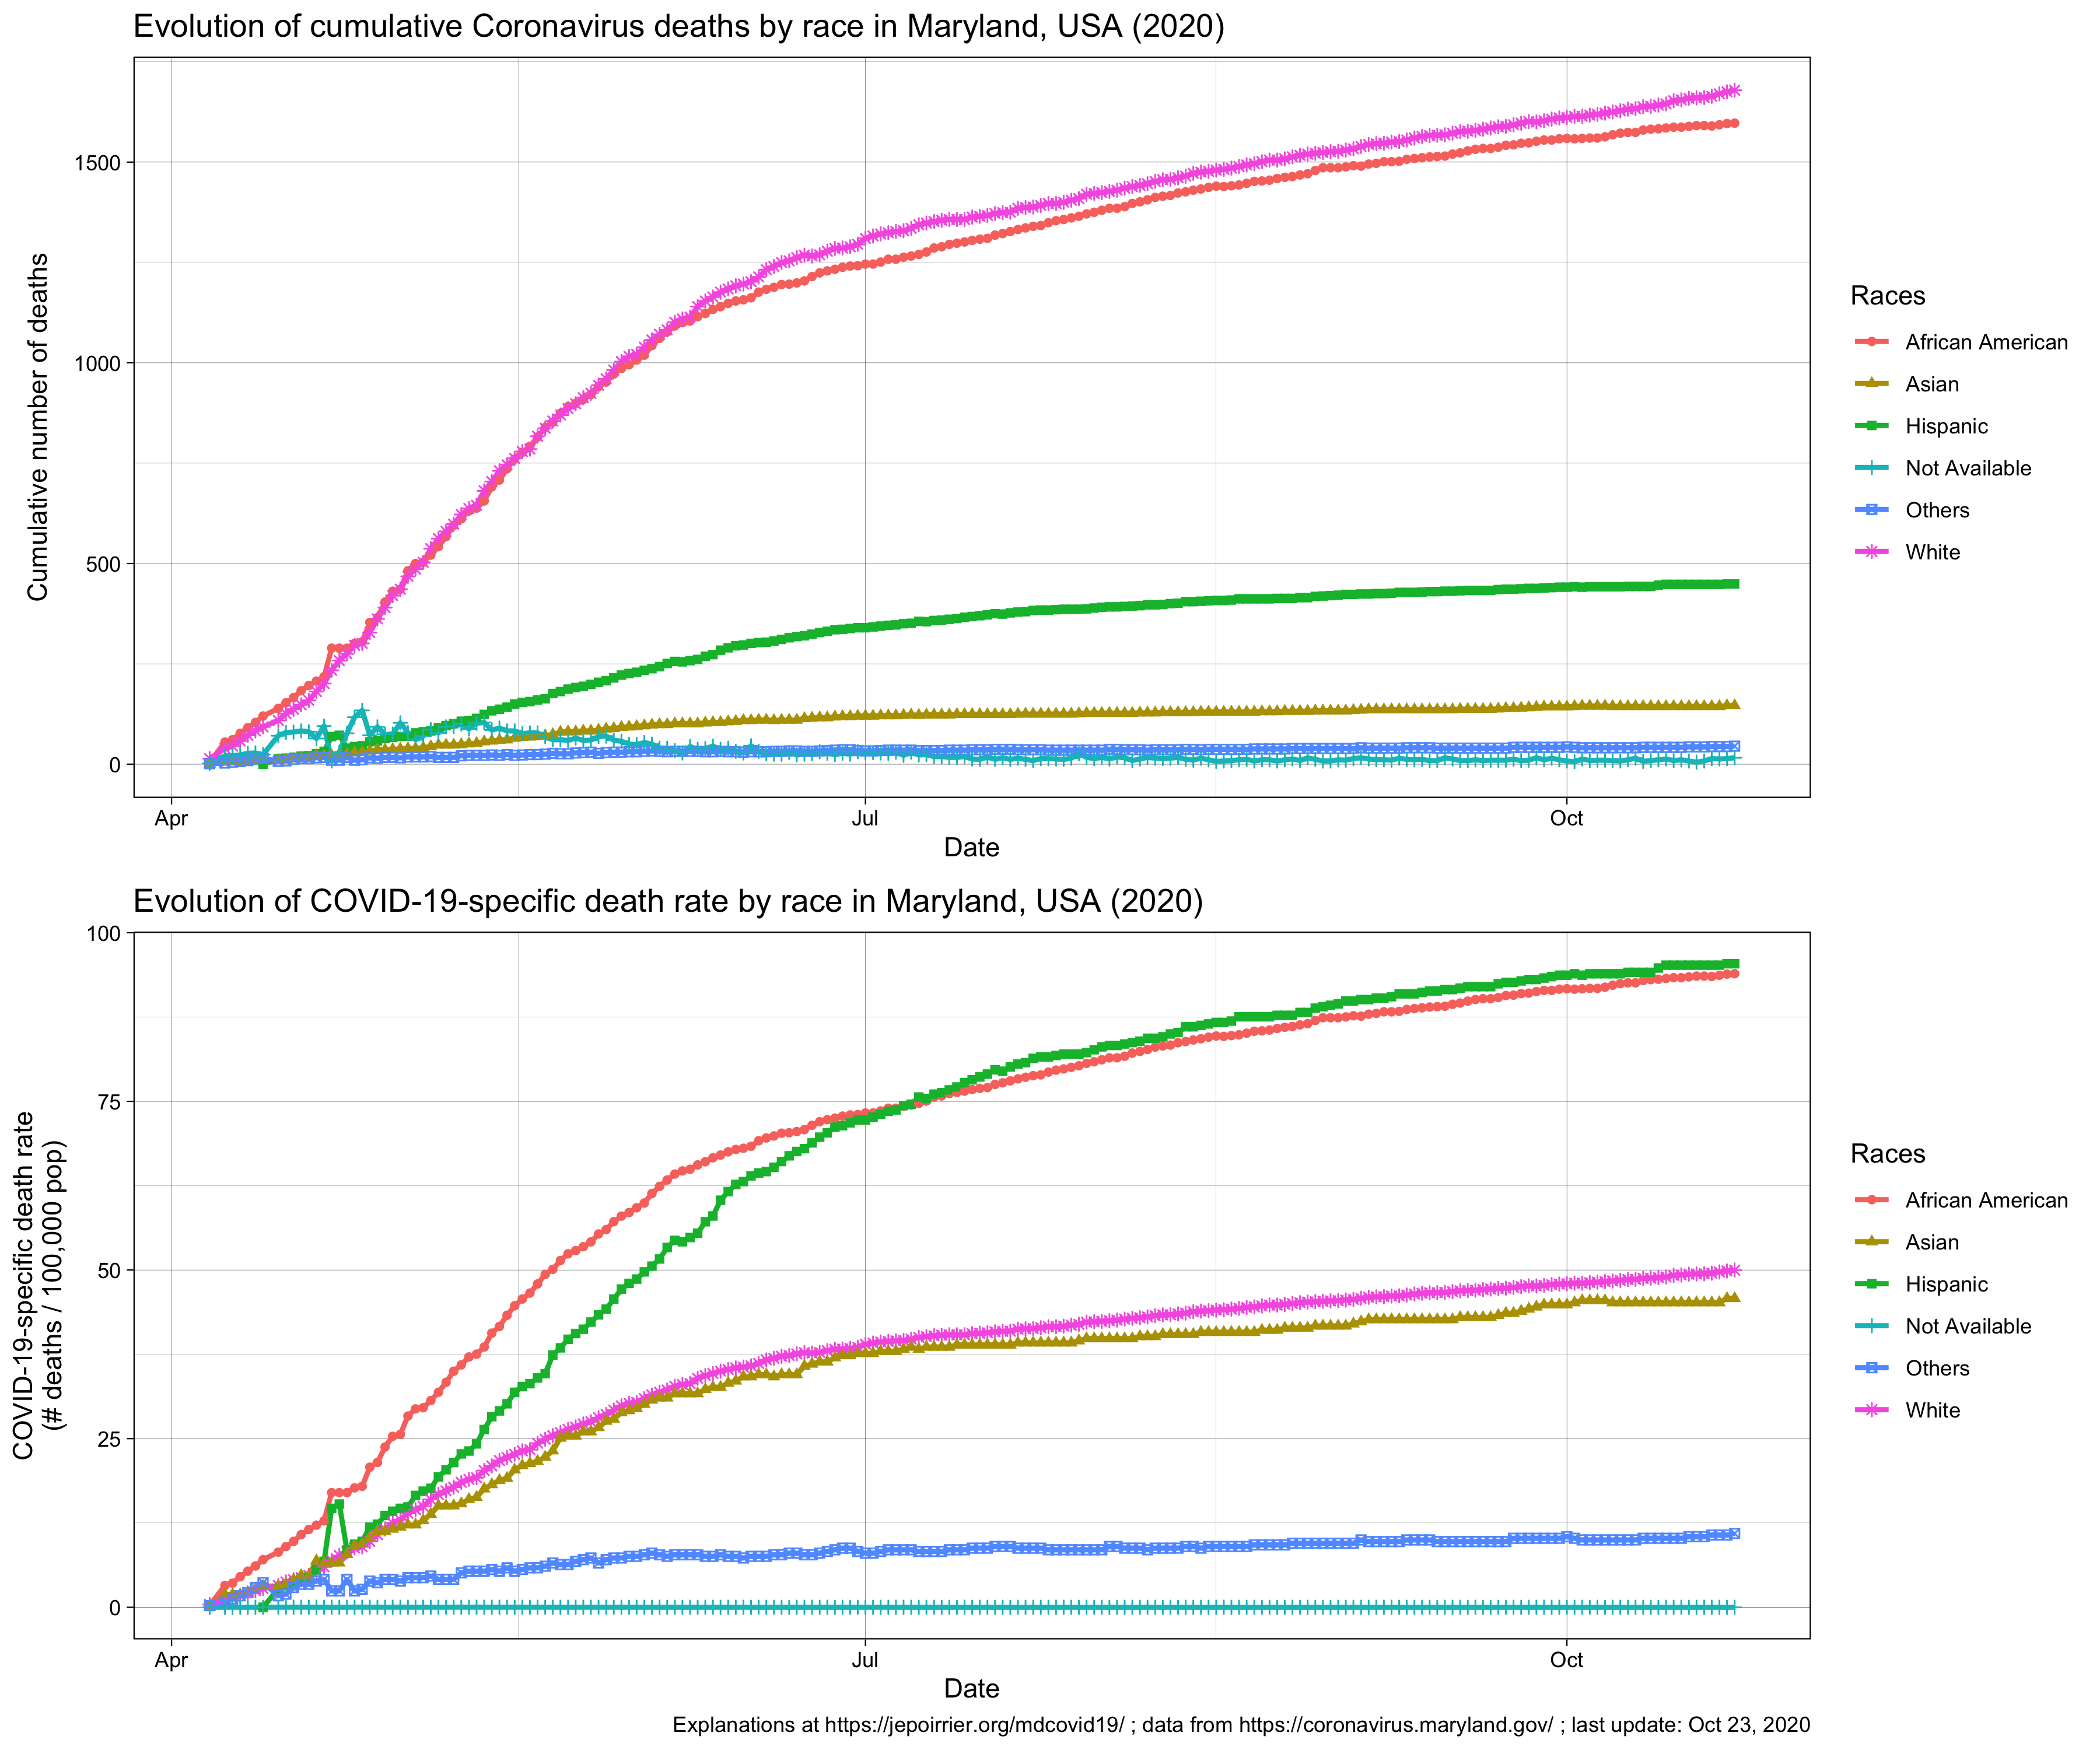 Evolution of cumulative Coronavirus deaths by race in Maryland, USA (2020)
Cumulative number of deaths
1500
1000
500
0
Apr
Jul
Oct
Date
Races
African American
Asian
Hispanic
Not Available
Others
White
Evolution of COVID-19-specific death rate by race in Maryland, USA (2020)
COVID-19-specific death rate
(# deaths / 100,000 pop)
100
75
50
25
0
Apr
Jul
Oct
Date
Races
African American
Asian
Hispanic
Not Available
Others
White
Explanations at https://jepoirrier.org/mdcovid19/ ; data from https://coronavirus.maryland.gov/ ; last update: Oct 23, 2020